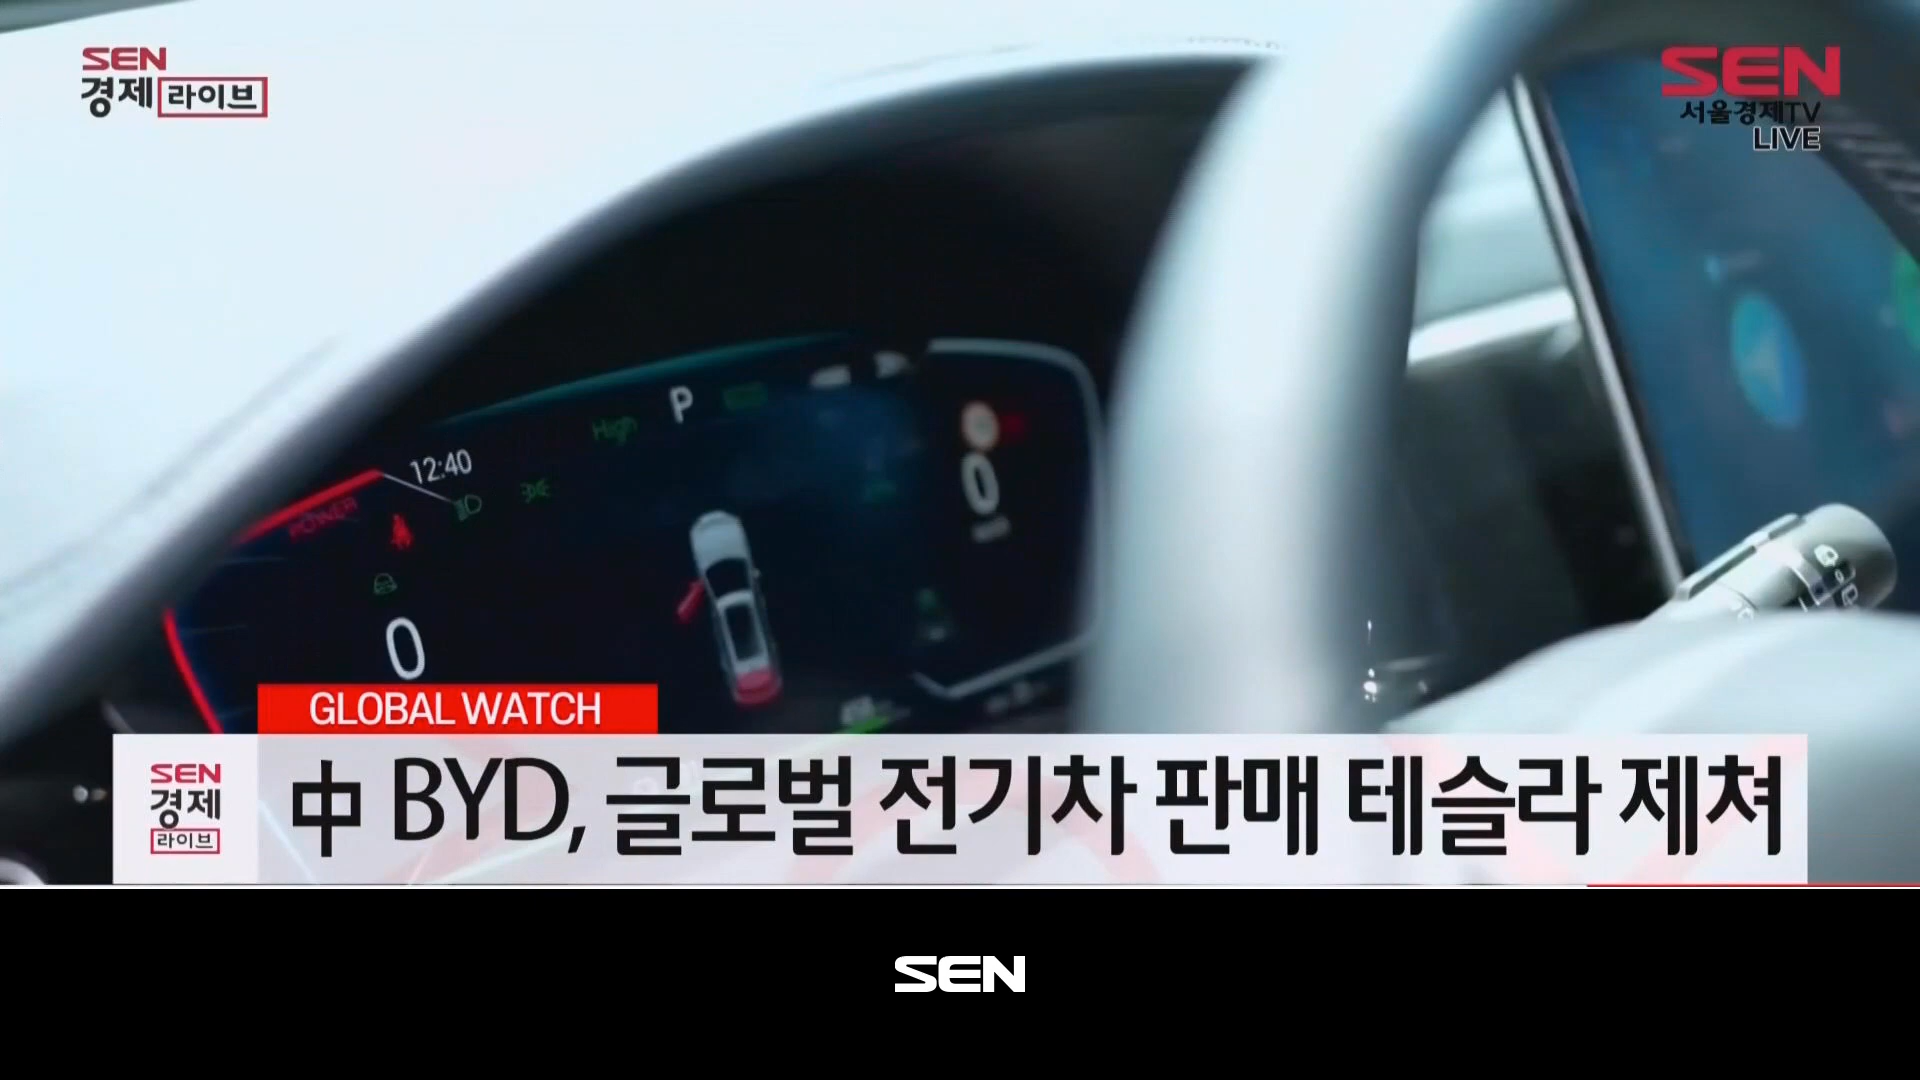 SEN
경제 라이브
SEN
서울경제TV
LIVE
High
P
12:40
POWER
0
0
GLOBAL WATCH
SEN
경제
라이브
中 BYD, 글로벌 전기차 판매 테슬라 제쳐
SEN